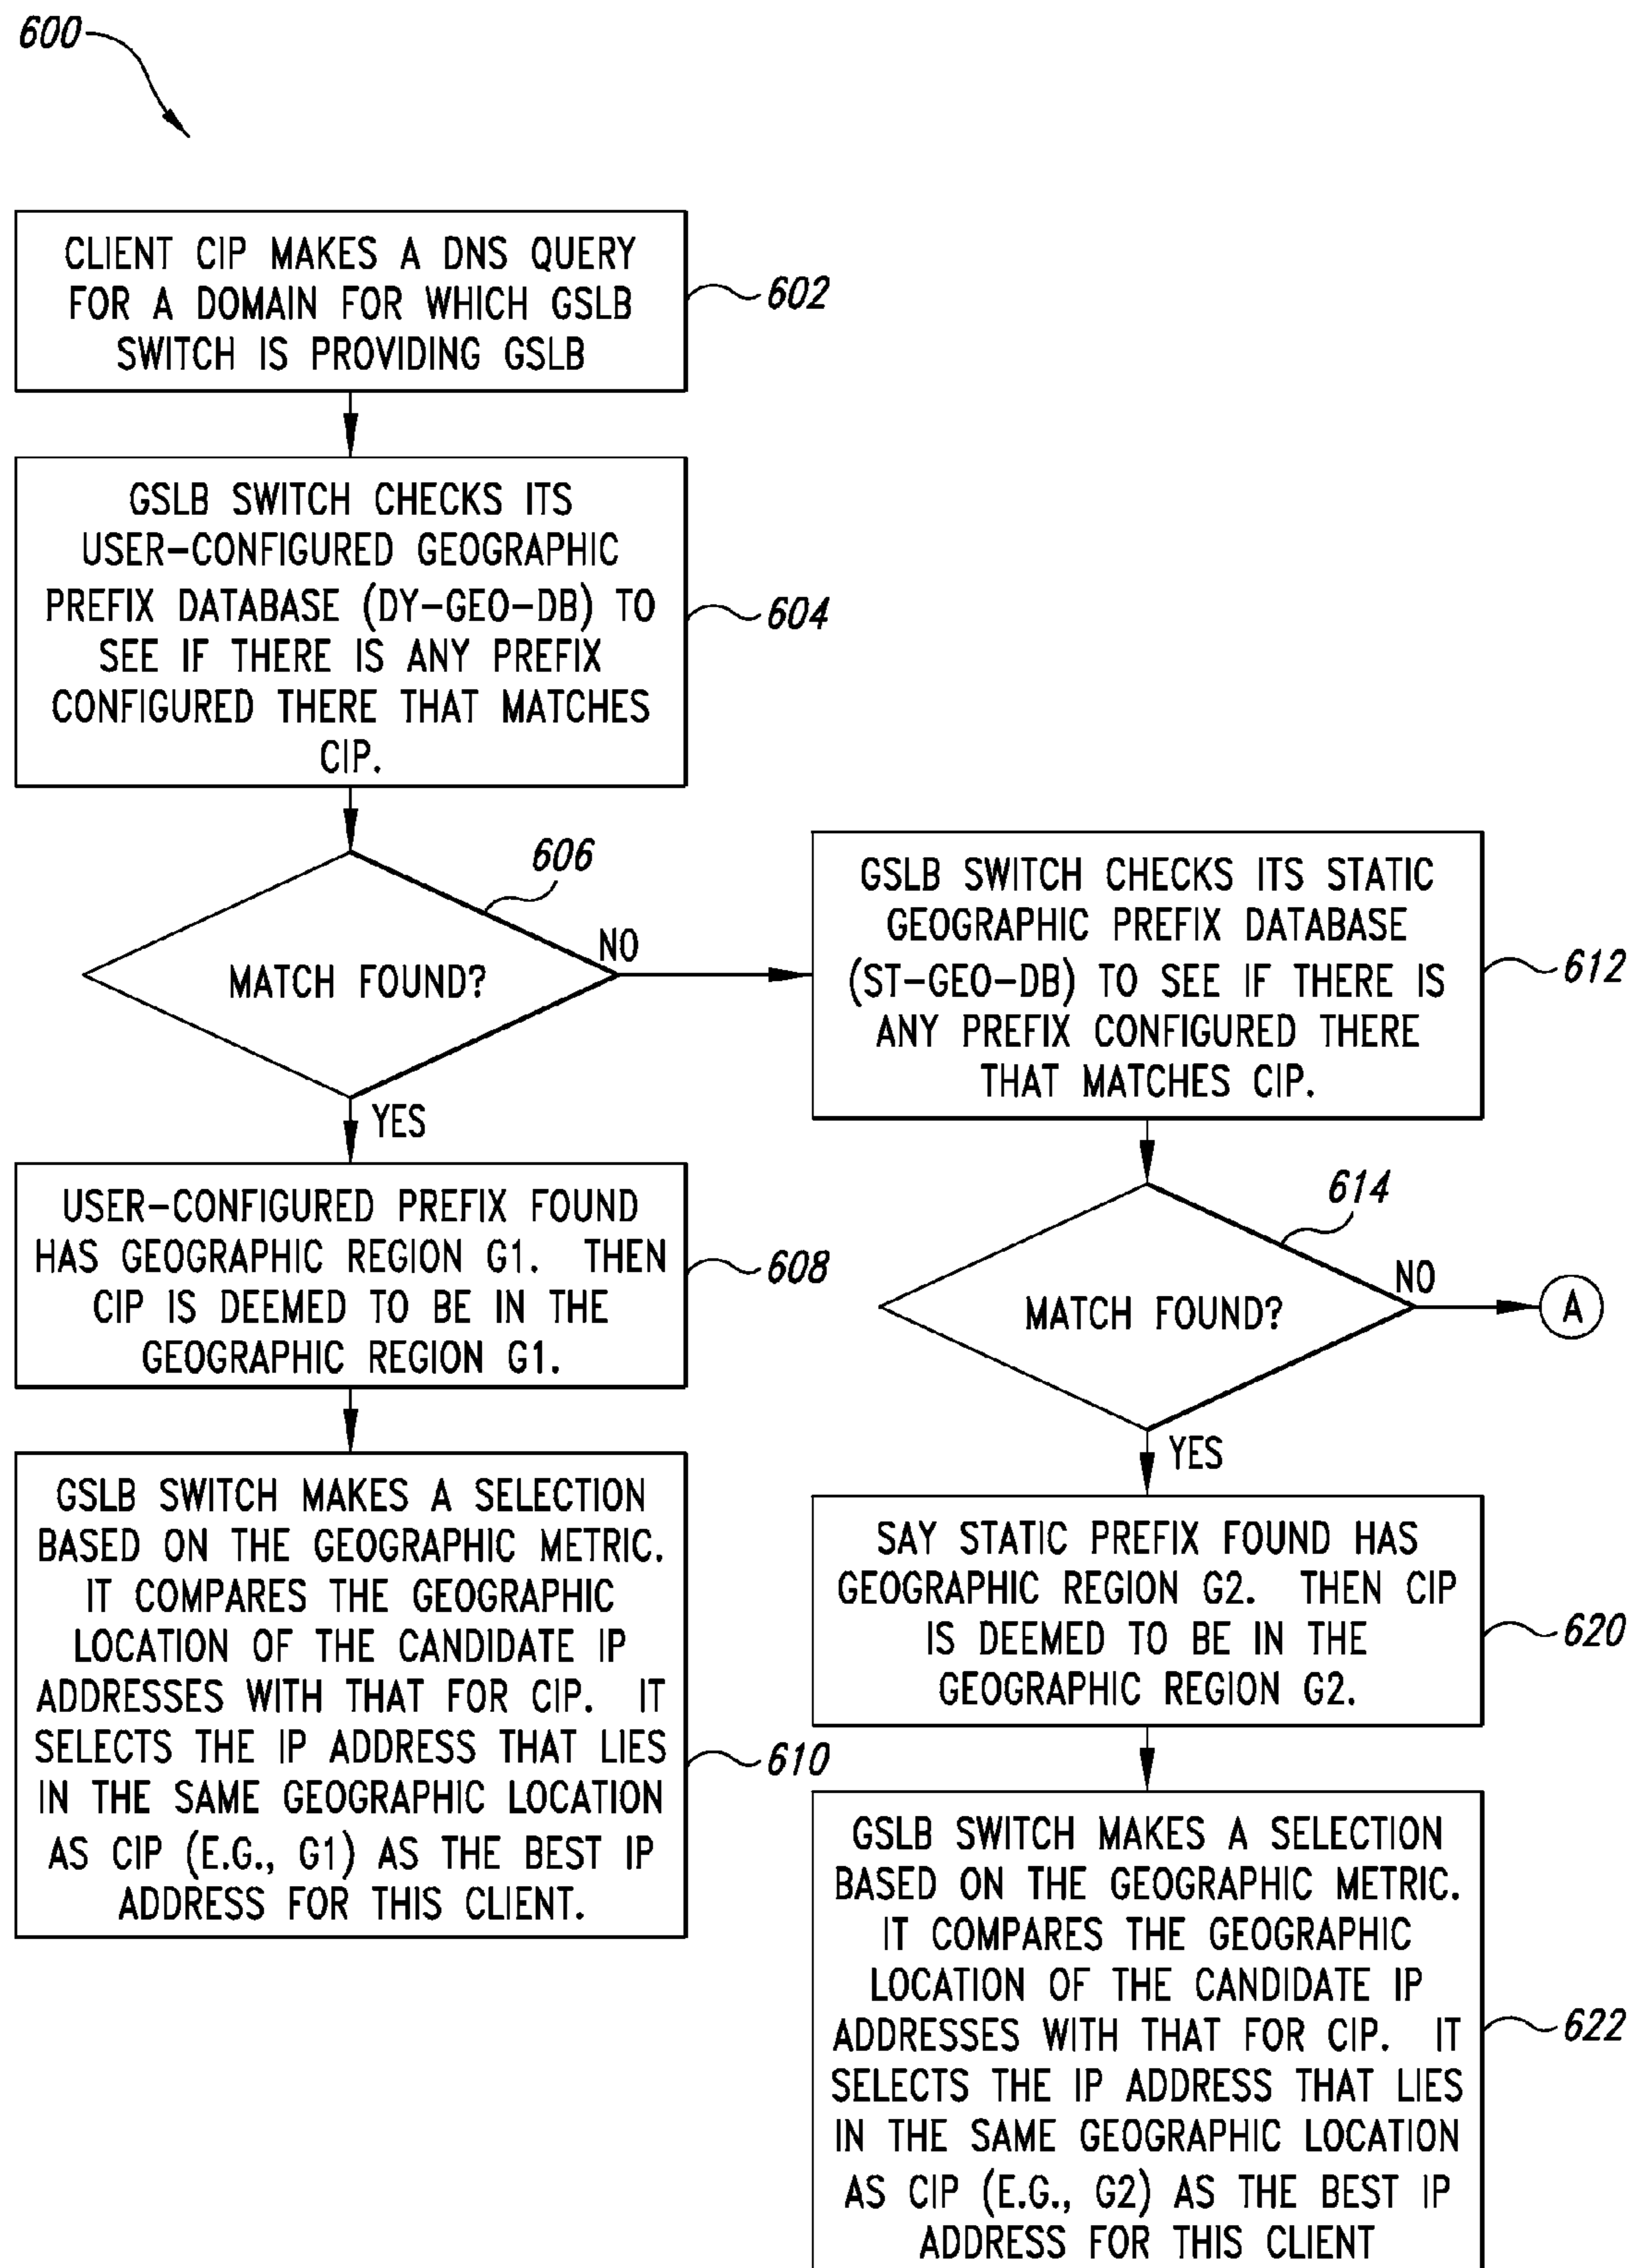 600
CLIENT CIP MAKES A DNS QUERY
FOR A DOMAIN FOR WHICH GSLB
SWITCH IS PROVIDING GSLB
602
GSLB SWITCH CHECKS ITS
USER-CONFIGURED GEOGRAPHIC
PREFIX DATABASE (DY-GEO-DB) TO
SEE IF THERE IS ANY PREFIX
CONFIGURED THERE THAT MATCHES
CIP.
604
606
MATCH FOUND?
NO
YES
USER-CONFIGURED PREFIX FOUND
HAS GEOGRAPHIC REGION G1. THEN
CIP IS DEEMED TO BE IN THE
GEOGRAPHIC REGION G1.
608
GSLB SWITCH MAKES A SELECTION
BASED ON THE GEOGRAPHIC METRIC.
IT COMPARES THE GEOGRAPHIC
LOCATION OF THE CANDIDATE IP
ADDRESSES WITH THAT FOR CIP. IT
SELECTS THE IP ADDRESS THAT LIES
IN THE SAME GEOGRAPHIC LOCATION
AS CIP (E.G., G1) AS THE BEST IP
ADDRESS FOR THIS CLIENT.
610
GSLB SWITCH CHECKS ITS STATIC
GEOGRAPHIC PREFIX DATABASE
(ST-GEO-DB) TO SEE IF THERE IS
ANY PREFIX CONFIGURED THERE
THAT MATCHES CIP.
612
614
MATCH FOUND?
NO
A
YES
SAY STATIC PREFIX FOUND HAS
GEOGRAPHIC REGION G2. THEN CIP
IS DEEMED TO BE IN THE
GEOGRAPHIC REGION G2.
620
GSLB SWITCH MAKES A SELECTION
BASED ON THE GEOGRAPHIC METRIC.
IT COMPARES THE GEOGRAPHIC
LOCATION OF THE CANDIDATE IP
ADDRESSES WITH THAT FOR CIP. IT
SELECTS THE IP ADDRESS THAT LIES
IN THE SAME GEOGRAPHIC LOCATION
AS CIP (E.G., G2) AS THE BEST IP
ADDRESS FOR THIS CLIENT
622